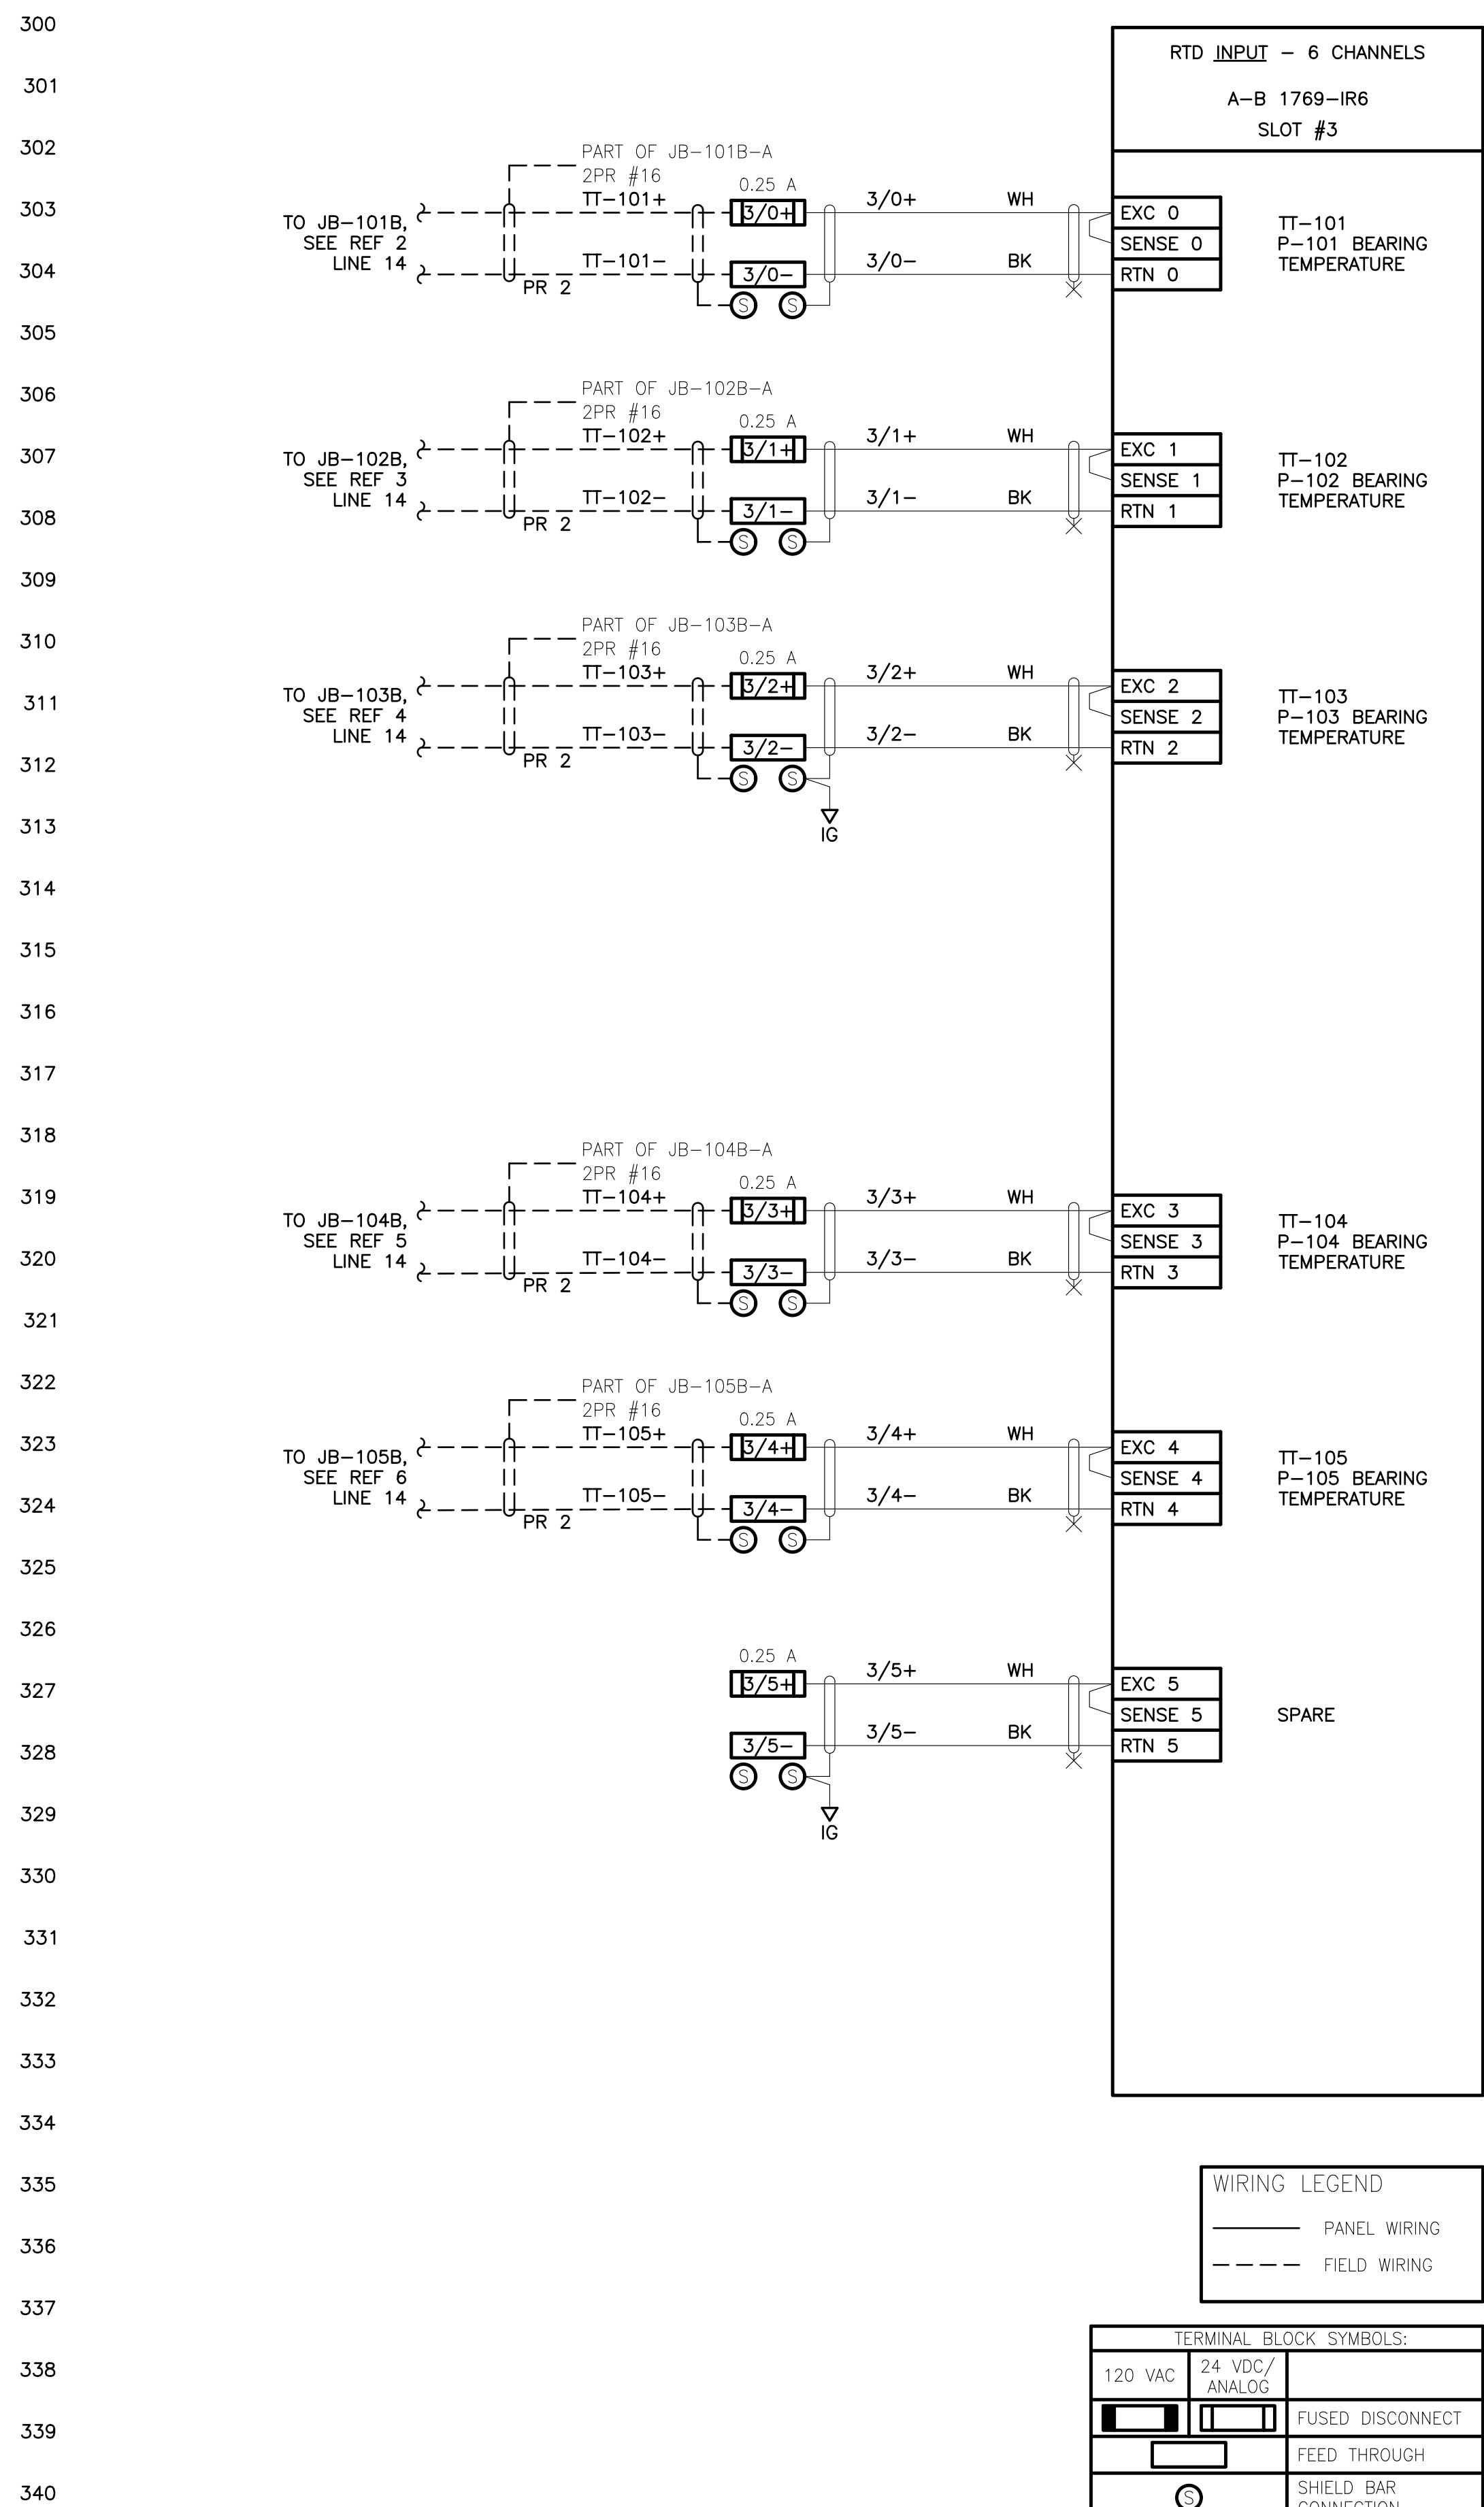 300
301
302
303
304
305
306
307
308
309
310
311
312
313
314
315
316
317
318
319
320
321
322
323
324
325
326
327
328
329
330
331
332
333
334
335
336
337
338
339
340
RTD INPUT – 6 CHANNELS
A–B 1769–IR6
SLOT #3
PART OF JB–101B–A
2PR #16
TT–101+
0.25 A
3/0+
3/0+
WH
EXC 0
SENSE 0
TO JB–101B,
SEE REF 2
LINE 14
TT–101–
PR 2
3/0–
3/0–
BK
RTN 0
S
S
TT–101
P–101 BEARING
TEMPERATURE
PART OF JB–102B–A
2PR #16
TT–102+
0.25 A
3/1+
3/1+
WH
EXC 1
SENSE 1
TO JB–102B,
SEE REF 3
LINE 14
TT–102–
PR 2
3/1–
3/1–
BK
RTN 1
S
S
TT–102
P–102 BEARING
TEMPERATURE
PART OF JB–103B–A
2PR #16
TT–103+
0.25 A
3/2+
3/2+
WH
EXC 2
SENSE 2
TO JB–103B,
SEE REF 4
LINE 14
TT–103–
PR 2
3/2–
3/2–
BK
RTN 2
S
S
IG
TT–103
P–103 BEARING
TEMPERATURE
PART OF JB–104B–A
2PR #16
TT–104+
0.25 A
3/3+
3/3+
WH
EXC 3
SENSE 3
TO JB–104B,
SEE REF 5
LINE 14
TT–104–
PR 2
3/3–
3/3–
BK
RTN 3
S
S
TT–104
P–104 BEARING
TEMPERATURE
PART OF JB–105B–A
2PR #16
TT–105+
0.25 A
3/4+
3/4+
WH
EXC 4
SENSE 4
TO JB–105B,
SEE REF 6
LINE 14
TT–105–
PR 2
3/4–
3/4–
BK
RTN 4
S
S
TT–105
P–105 BEARING
TEMPERATURE
0.25 A
3/5+
3/5+
WH
EXC 5
SENSE 5
3/5–
3/5–
BK
RTN 5
S
S
IG
SPARE
WIRING LEGEND
PANEL WIRING
FIELD WIRING
TERMINAL BLOCK SYMBOLS:
120 VAC
24 VDC/
ANALOG
FUSED DISCONNECT
FEED THROUGH
S
SHIELD BAR
CONNECTION